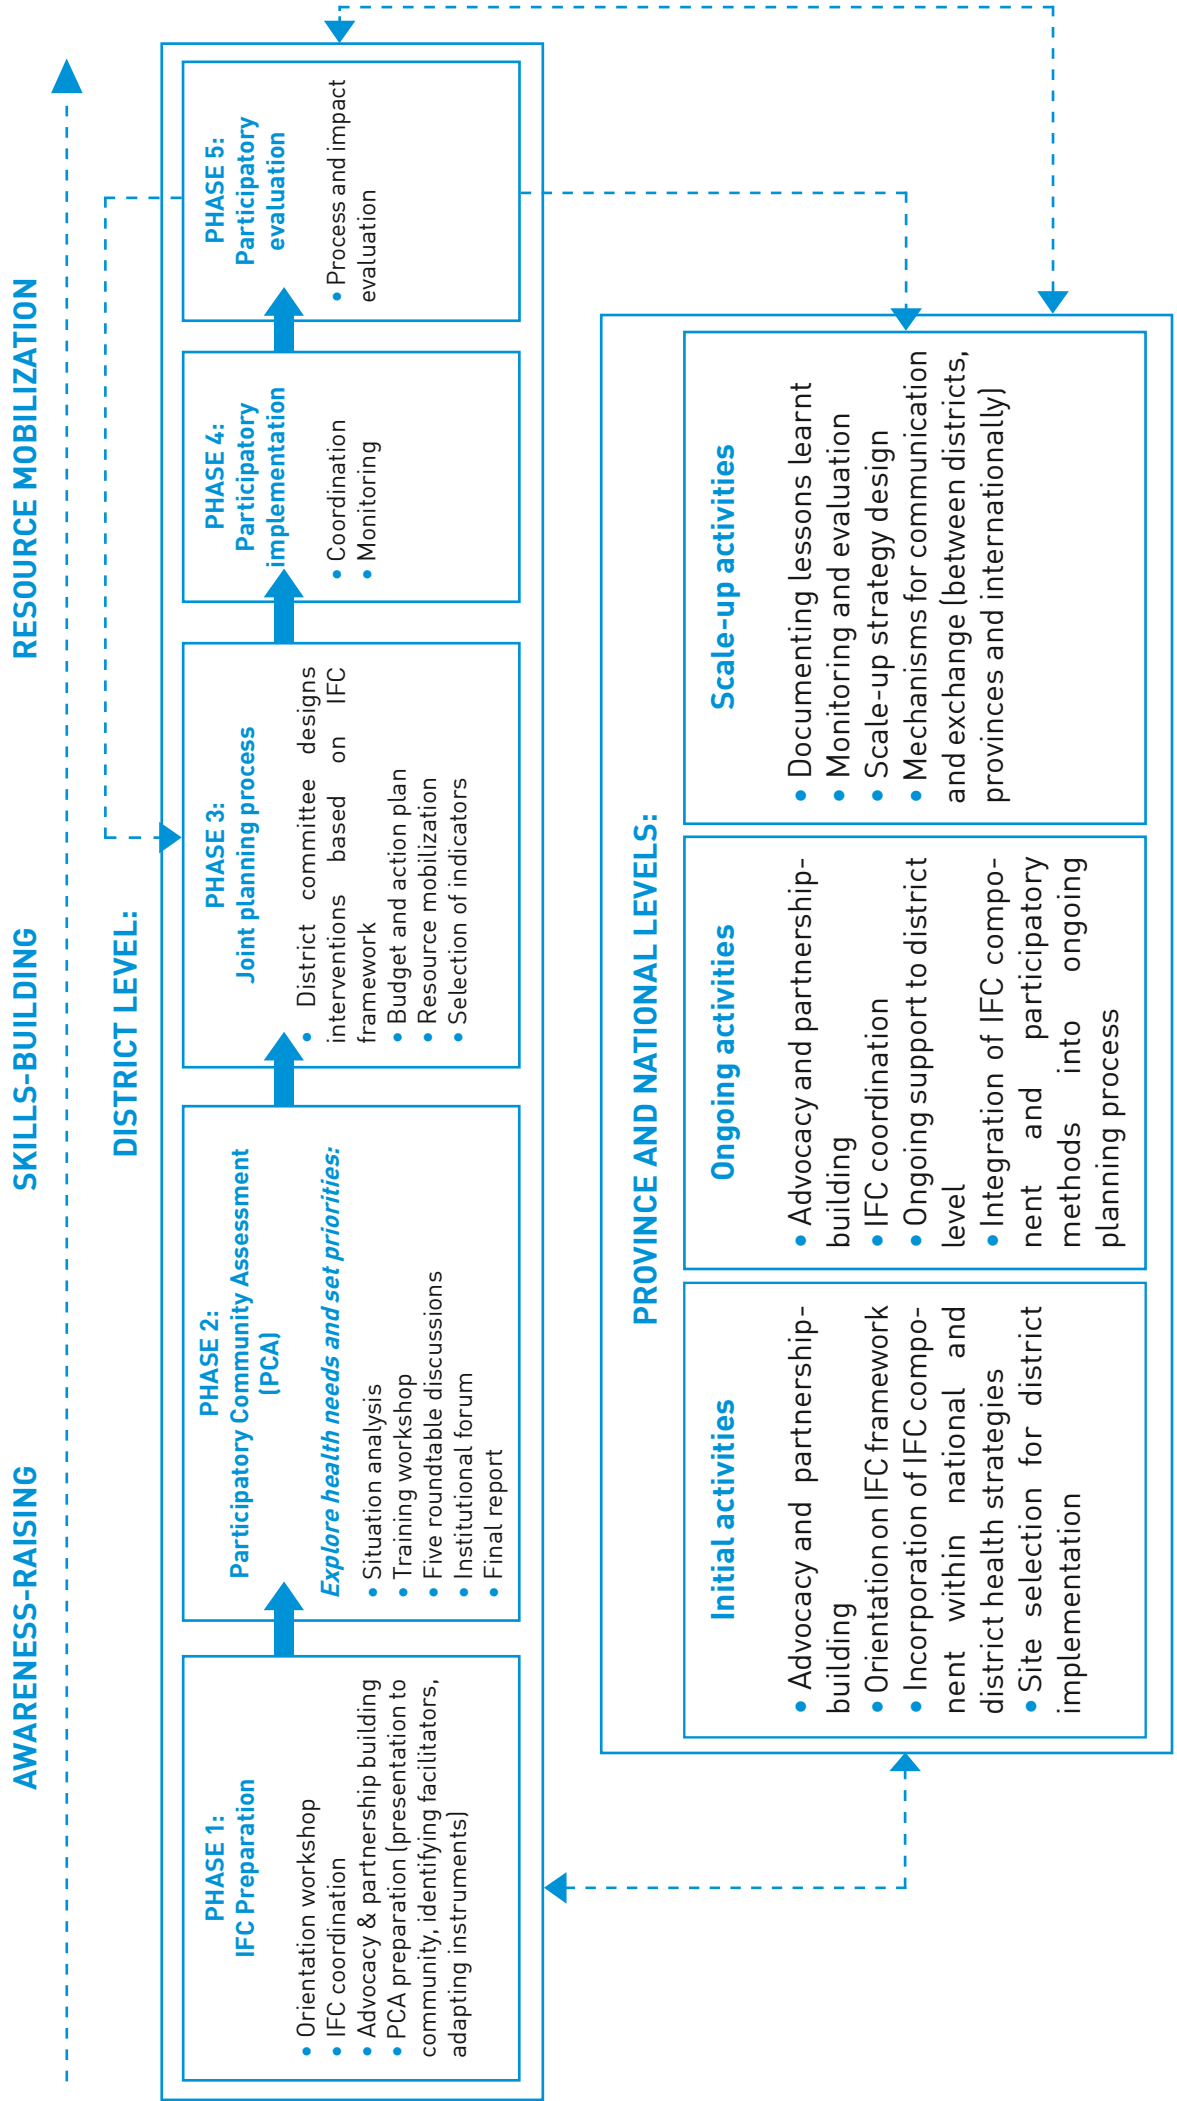 AWARENESS-RAISING SKILLS-BUILDING RESOURCE MOBILIZATION
DISTRICT LEVEL:
PHASE 1:
IFC Preparation
• Orientation workshop
• IFC coordination
• Advocacy & partnership building
• PCA preparation (presentation to
community, identifying facilitators,
adapting instruments)
PHASE 2:
Participatory Community Assessment
(PCA)
Explore health needs and set priorities:
• Situation analysis
• Training workshop
• Five roundtable discussions
• Institutional forum
• Final report
PHASE 3:
Joint planning process
• District committee designs
interventions based on IFC
framework
• Budget and action plan
• Resource mobilization
• Selection of indicators
PHASE 4:
Participatory
implementation
• Coordination
• Monitoring
PHASE 5:
Participatory
evaluation
• Process and impact
evaluation
PROVINCE AND NATIONAL LEVELS:
Initial activities
• Advocacy and partnership-
building
• Orientation on IFC framework
• Incorporation of IFC compo-
nent within national and
district health strategies
• Site selection for district
implementation
Ongoing activities
• Advocacy and partnership-
building
• IFC coordination
• Ongoing support to district
level
• Integration of IFC compo-
nent and participatory
methods into ongoing
planning process
Scale-up activities
• Documenting lessons learnt
• Monitoring and evaluation
• Scale-up strategy design
• Mechanisms for communication
and exchange (between districts,
provinces and internationally)